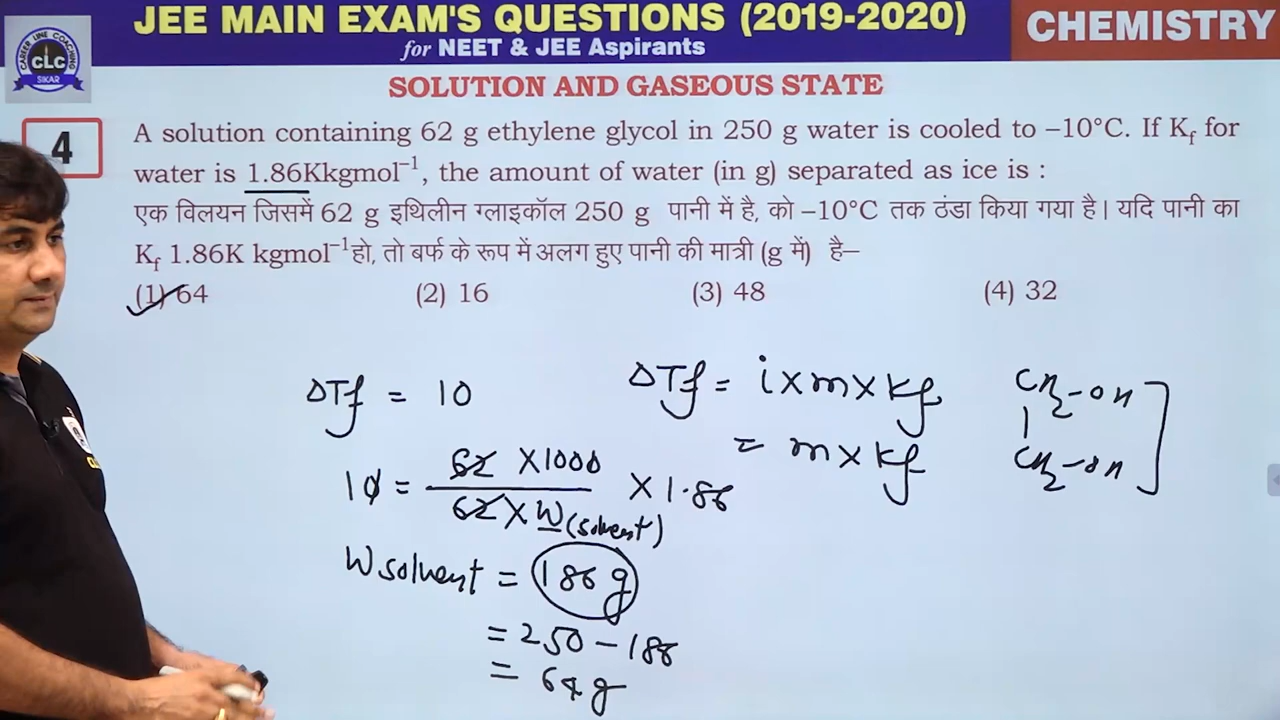 JEE MAIN EXAM'S QUESTIONS (2019-2020)
for NEET & JEE Aspirants
CHEMISTRY
CAREER LINE COACHING
CLC
SIKAR
SOLUTION AND GASEOUS STATE
4
A solution containing 62 g ethylene glycol in 250 g water is cooled to –10°C. If Kf for
water is 1.86Kkgmol⁻¹, the amount of water (in g) separated as ice is :
एक विलयन जिसमें 62 g इथिलीन ग्लाइकॉल 250 g पानी में है, को –10°C तक ठंडा किया गया है। यदि पानी का
Kf 1.86K kgmol⁻¹हो, तो बर्फ के रूप में अलग हुए पानी की मात्री (g में) है–
(1) 64 (2) 16 (3) 48 (4) 32
ΔTf = 10
ΔTf = i×m×Kf
= m×Kf
CH2-OH
CH2-OH
10 = 62 ×1000 / 62 × W(solvent) × 1.86
W solvent = 186 g
= 250 – 186
= 64 g